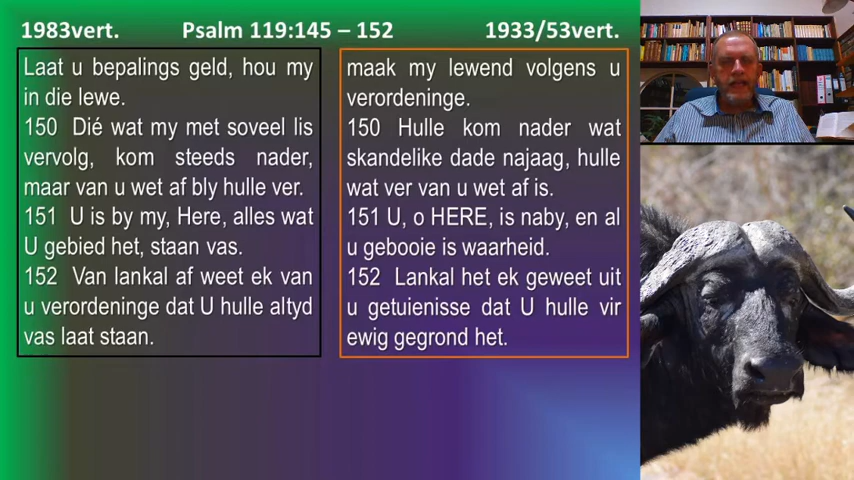 1983vert.
Psalm 119:145 – 152
1933/53vert.
Laat u bepalings geld, hou my
in die lewe.
150 Dié wat my met soveel lis
vervolg, kom steeds nader,
maar van u wet af bly hulle ver.
151 U is by my, Here, alles wat
U gebied het, staan vas.
152 Van lankal af weet ek van
u verordeninge dat U hulle altyd
vas laat staan.
maak my lewend volgens u
verordeninge.
150 Hulle kom nader wat
skandelike dade najaag, hulle
wat ver van u wet af is.
151 U, o HERE, is naby, en al
u gebooie is waarheid.
152 Lankal het ek geweet uit
u getuienisse dat U hulle vir
ewig gegrond het.